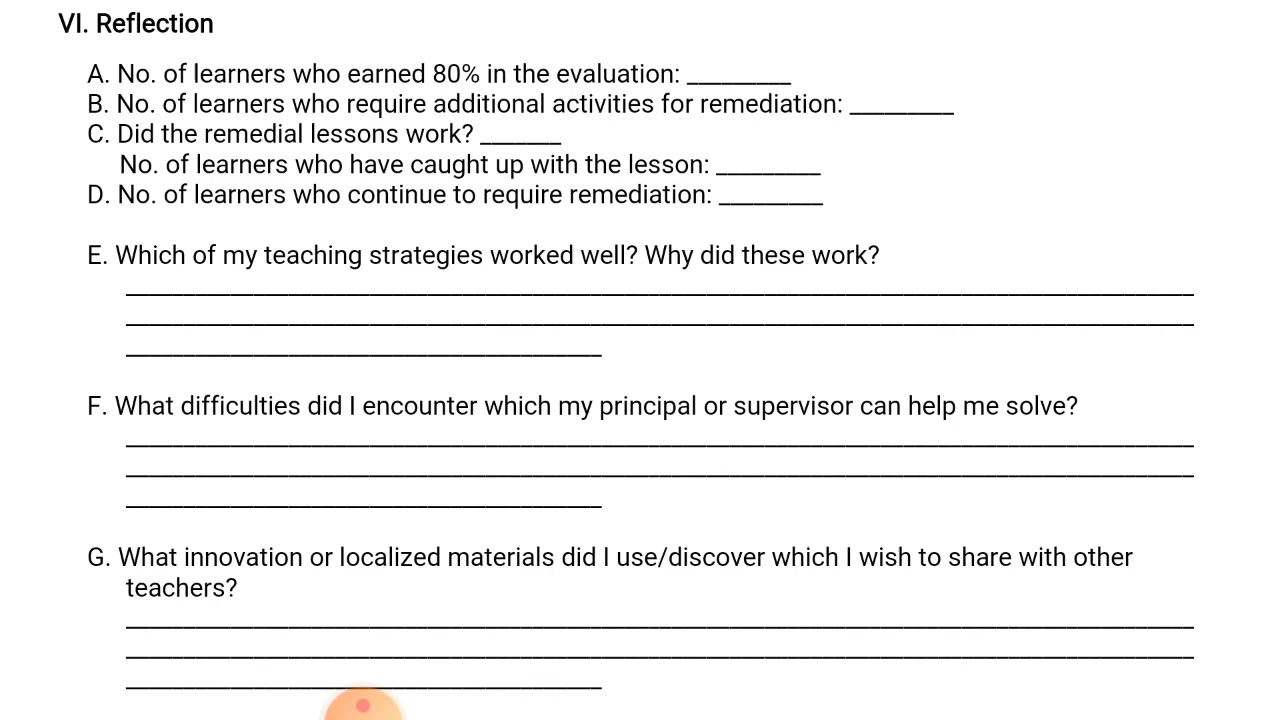 VI. Reflection
A. No. of learners who earned 80% in the evaluation: _________
B. No. of learners who require additional activities for remediation: _________
C. Did the remedial lessons work? _______
No. of learners who have caught up with the lesson: _________
D. No. of learners who continue to require remediation: _________
E. Which of my teaching strategies worked well? Why did these work?
F. What difficulties did I encounter which my principal or supervisor can help me solve?
G. What innovation or localized materials did I use/discover which I wish to share with other
teachers?